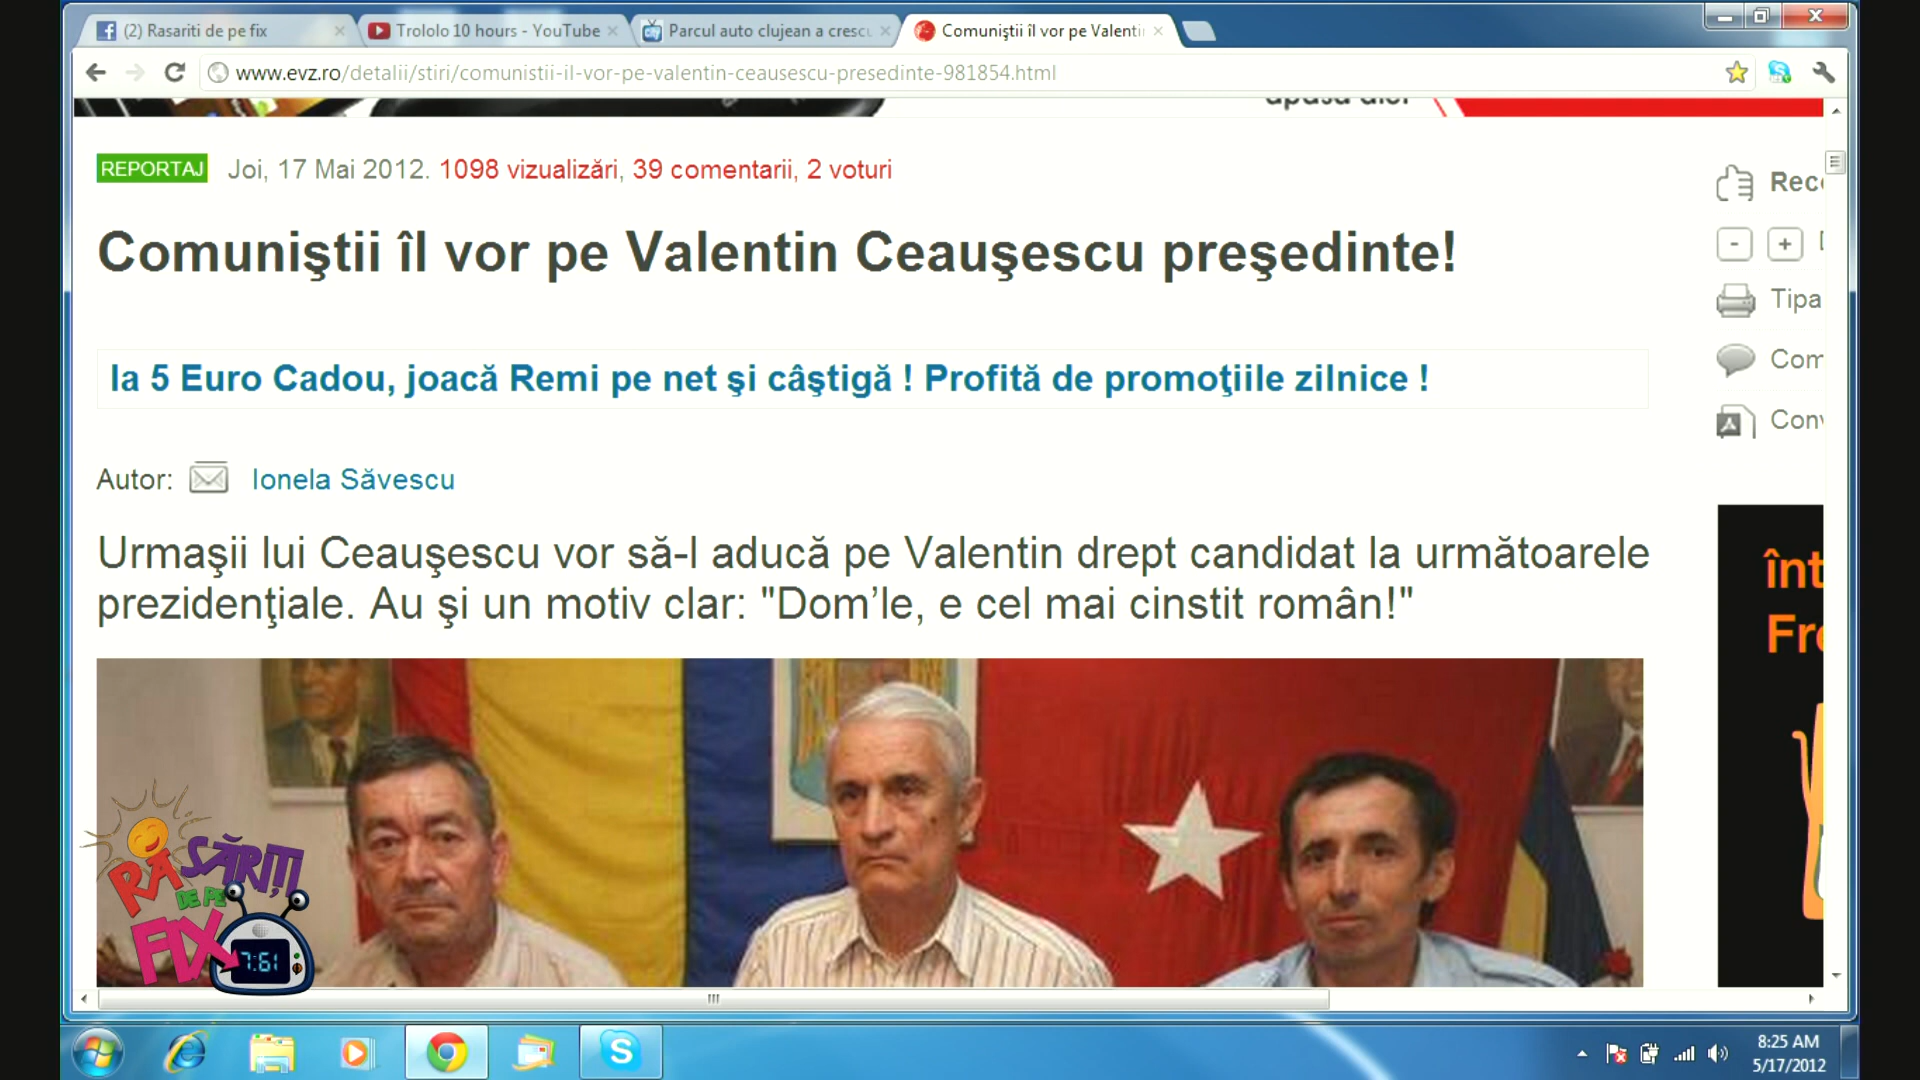 (2) Rasariti de pe fix
Trololo 10 hours - YouTube
Parcul auto clujean a crescu
Comuniştii îl vor pe Valenti
www.evz.ro/detalii/stiri/comunistii-il-vor-pe-valentin-ceausescu-presedinte-981854.html
REPORTAJ Joi, 17 Mai 2012. 1098 vizualizări, 39 comentarii, 2 voturi
Comuniştii îl vor pe Valentin Ceauşescu preşedinte!
Ia 5 Euro Cadou, joacă Remi pe net şi câştigă ! Profită de promoţiile zilnice !
Autor: Ionela Săvescu
Urmaşii lui Ceauşescu vor să-l aducă pe Valentin drept candidat la următoarele
prezidenţiale. Au şi un motiv clar: "Dom’le, e cel mai cinstit român!"
Rec
- +
Tipa
Com
Con
înt
Fr
RĂSĂRIȚI
DE PE
FIX
7:61
8:25 AM
5/17/2012